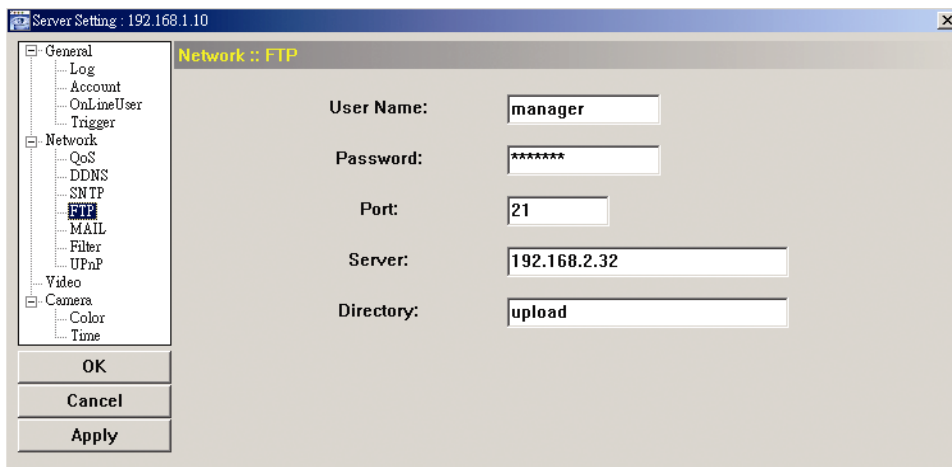 Server Setting : 192.168.1.10
General
Log
Account
OnLineUser
Trigger
Network
QoS
DDNS
SNTP
FTP
MAIL
Filter
UPnP
Video
Camera
Color
Time
OK
Cancel
Apply
Network :: FTP
User Name: manager
Password: *******
Port: 21
Server: 192.168.2.32
Directory: upload